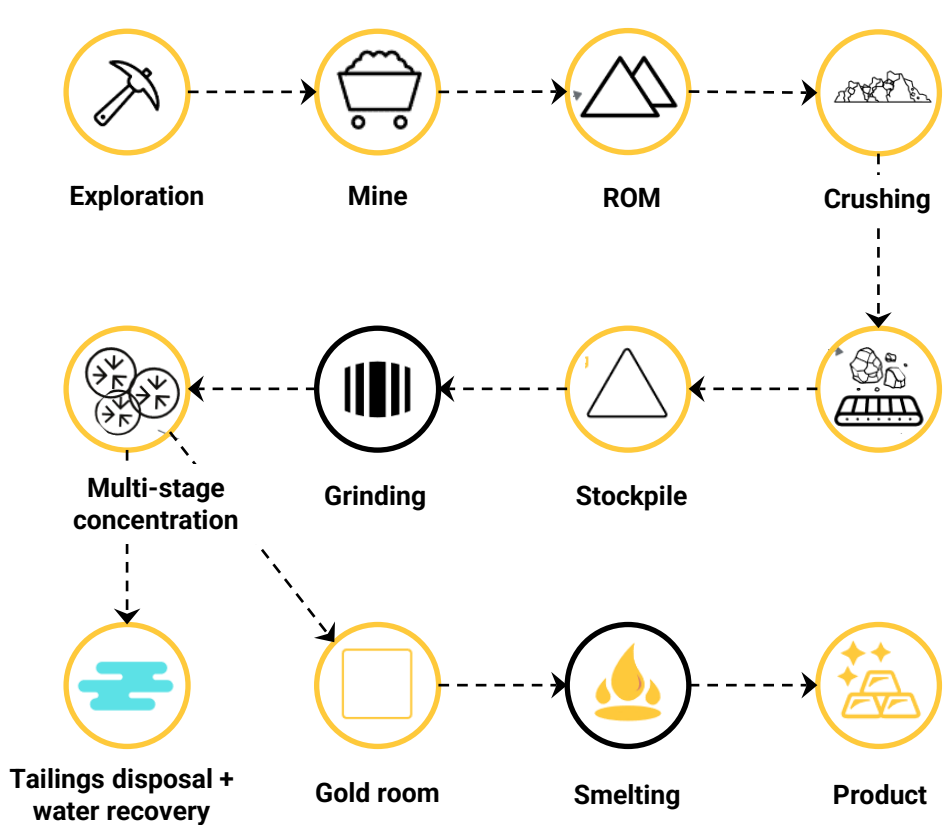 Exploration
Mine
ROM
Crushing
Multi-stage
concentration
Grinding
Stockpile
Tailings disposal +
water recovery
Gold room
Smelting
Product